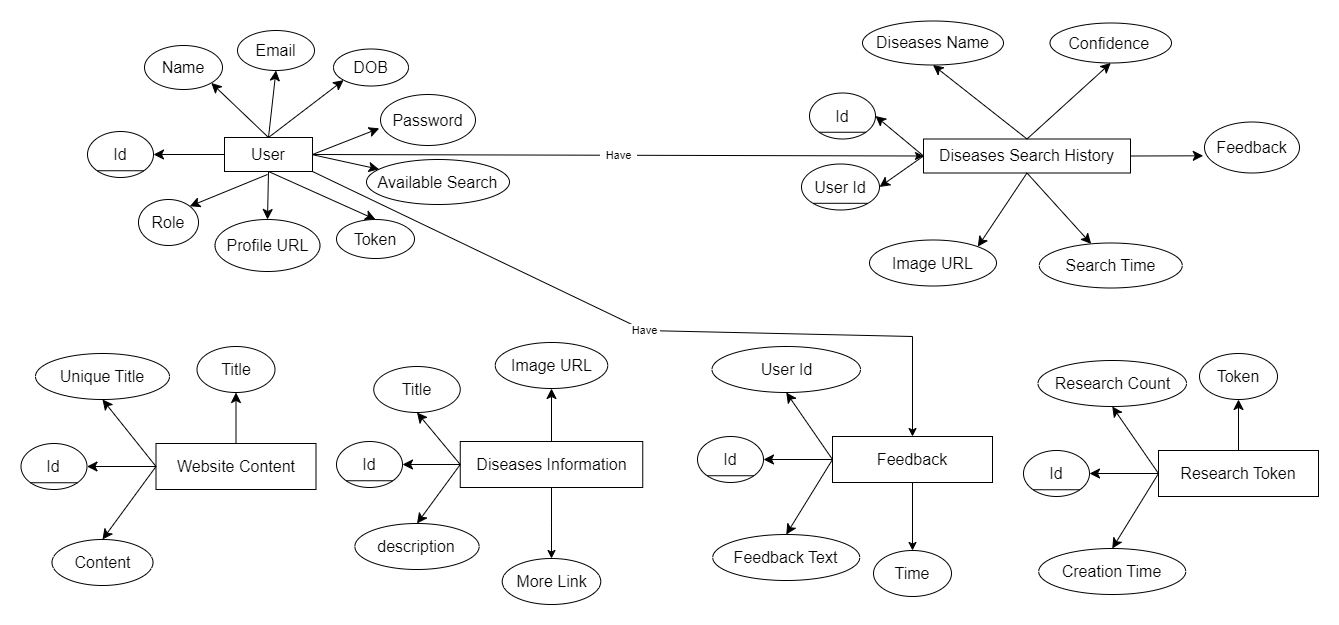 Email
Name
DOB
Password
Id
User
Available Search
Role
Profile URL
Token
Have
Diseases Name
Confidence
Id
Diseases Search History
Feedback
User Id
Image URL
Search Time
Have
Unique Title
Title
Id
Website Content
Content
Image URL
Title
Id
Diseases Information
description
More Link
User Id
Id
Feedback
Feedback Text
Time
Research Count
Token
Id
Research Token
Creation Time